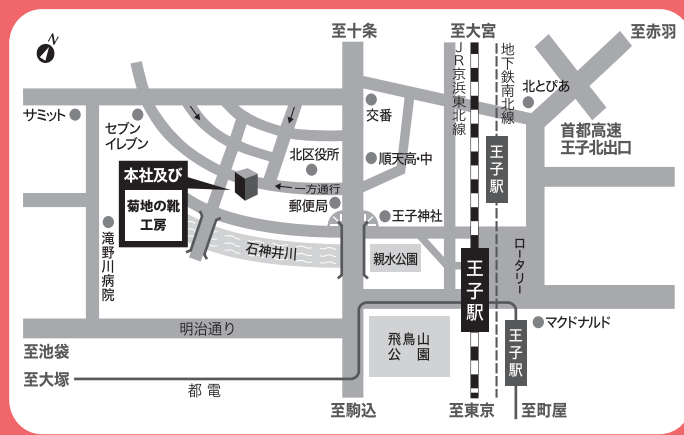 N
至十条
至大宮
至赤羽
JR京浜東北線
地下鉄南北線
北とぴあ
サミット
セブン
イレブン
交番
首都高速
王子北出口
北区役所
順天高・中
王子駅
本社及び
菊地の靴
工房
一方通行
郵便局
王子神社
滝野川病院
石神井川
親水公園
ロータリー
王子駅
明治通り
飛鳥山
公園
王子駅
マクドナルド
至池袋
至大塚
都電
至駒込
至東京
至町屋